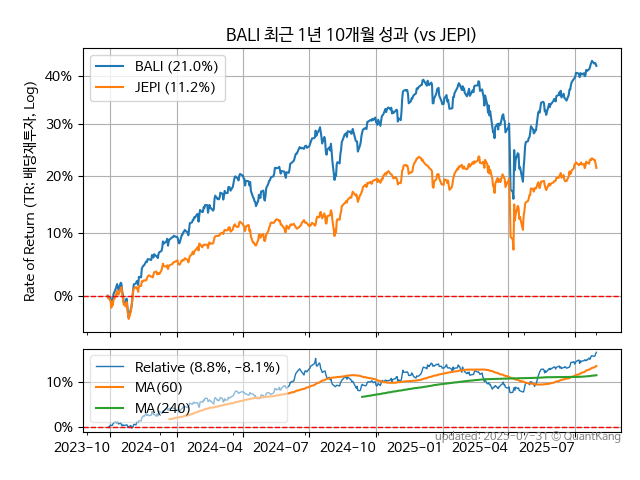 BALI 최근 1년 10개월 성과 (vs JEPI)
Rate of Return (TR: 배당재투자, Log)
40%
30%
20%
10%
0%
BALI (21.0%)
JEPI (11.2%)
10%
0%
Relative (8.8%, −8.1%)
MA(60)
MA(240)
2023-10 2024-01 2024-04 2024-07 2024-10 2025-01 2025-04 2025-07
updated: 2025-07-31 © QuantKang